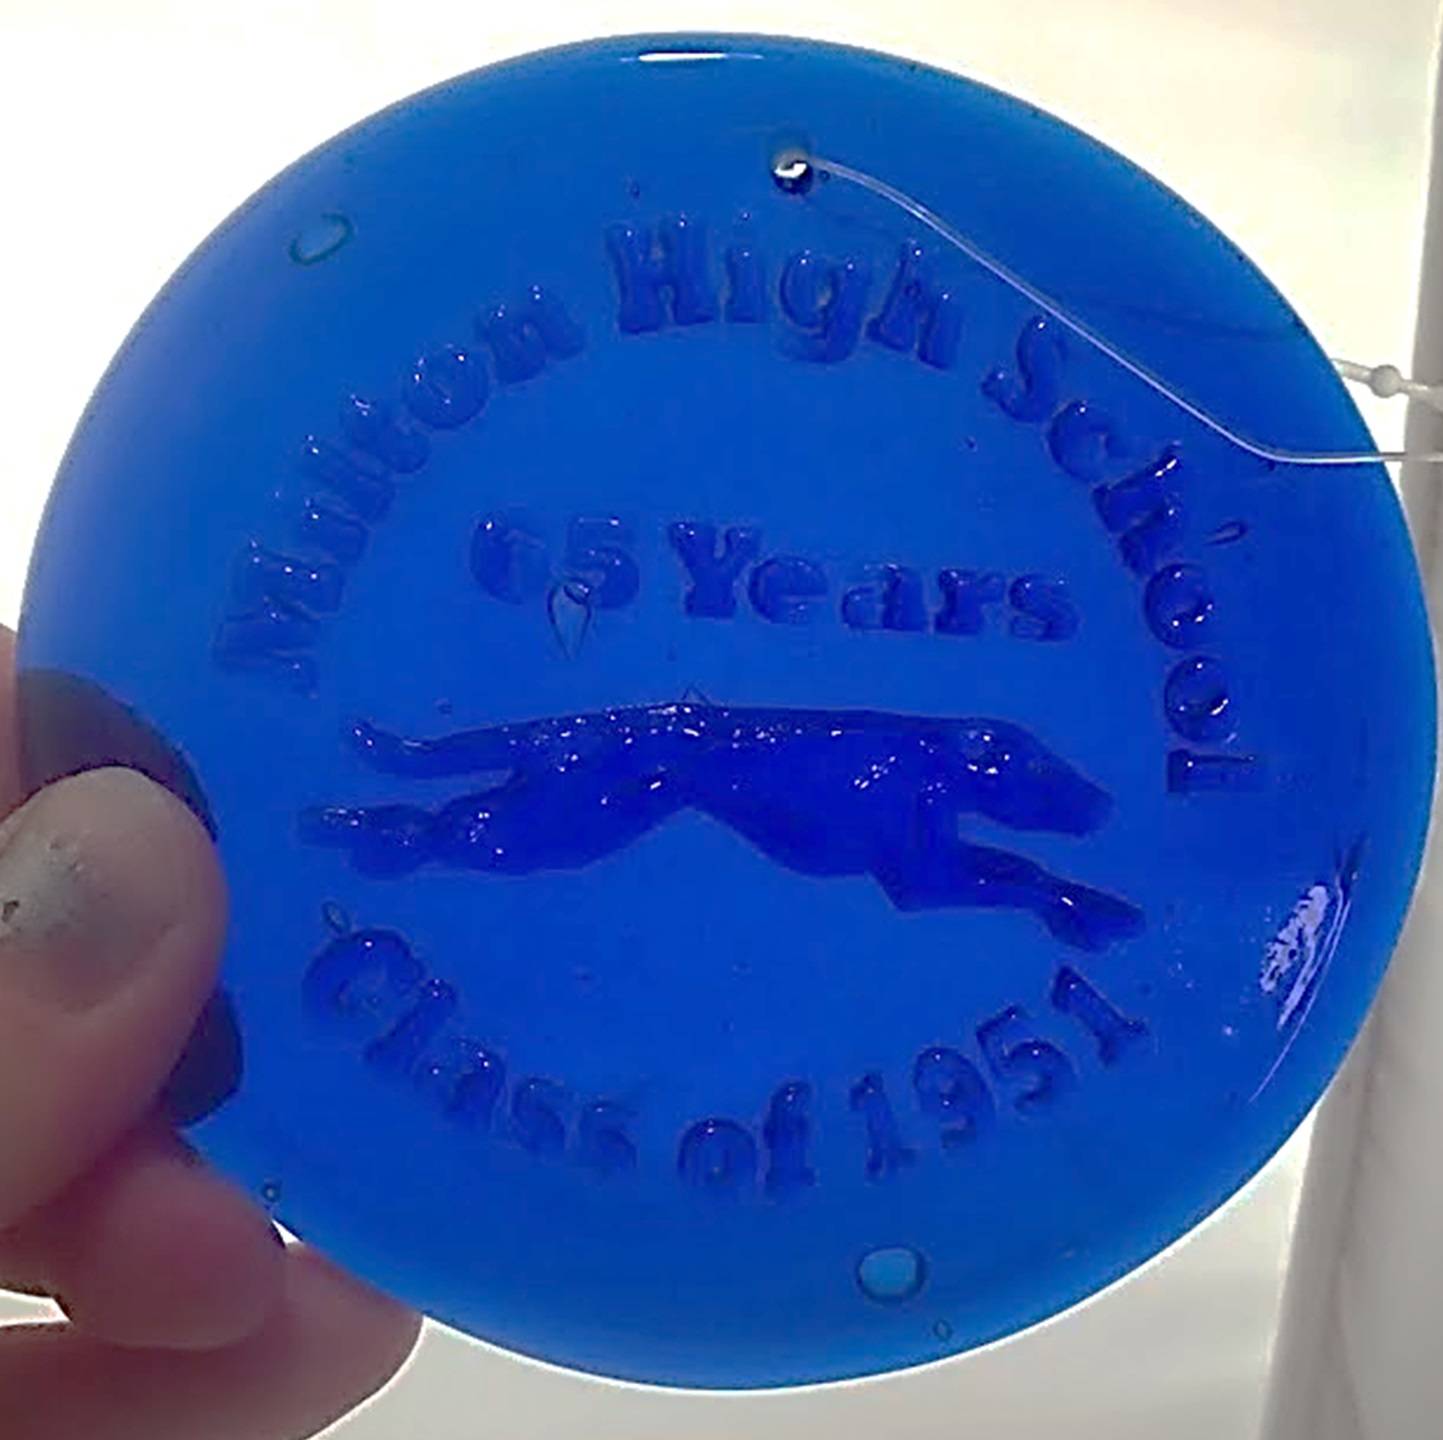 Milton High School
65 Years
Class of 1951